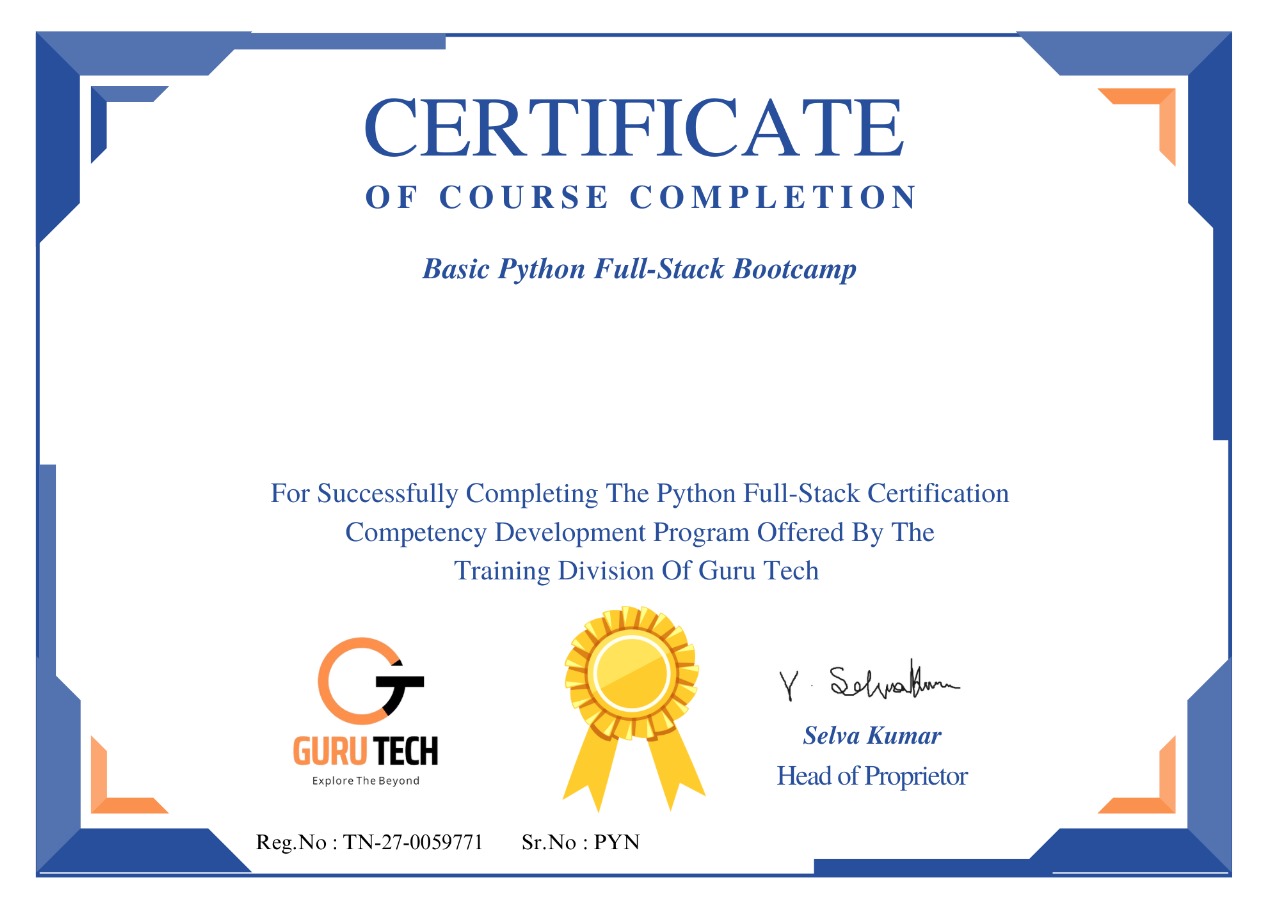 CERTIFICATE
OF COURSE COMPLETION
Basic Python Full-Stack Bootcamp
For Successfully Completing The Python Full-Stack Certification
Competency Development Program Offered By The
Training Division Of Guru Tech
GURU TECH
Explore The Beyond
V. Selvakumar
Selva Kumar
Head of Proprietor
Reg.No : TN-27-0059771 Sr.No : PYN